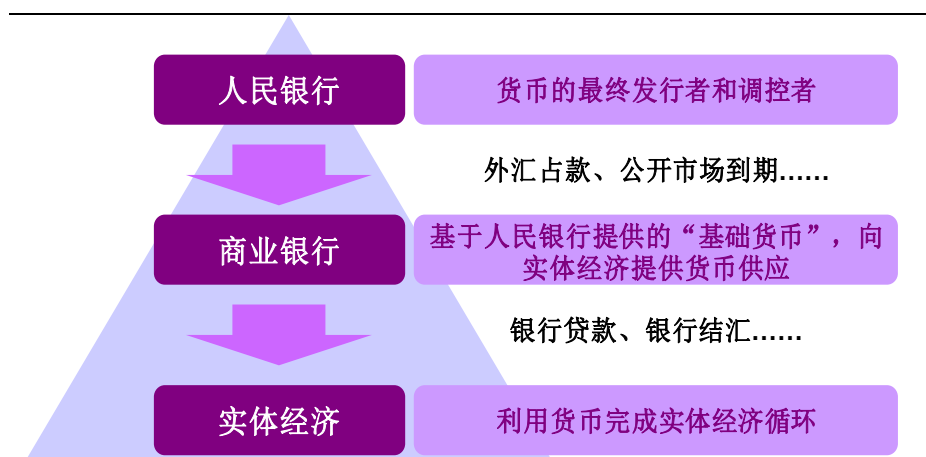 人民银行
货币的最终发行者和调控者
外汇占款、公开市场到期……
商业银行
基于人民银行提供的“基础货币”，向
实体经济提供货币供应
银行贷款、银行结汇……
实体经济
利用货币完成实体经济循环